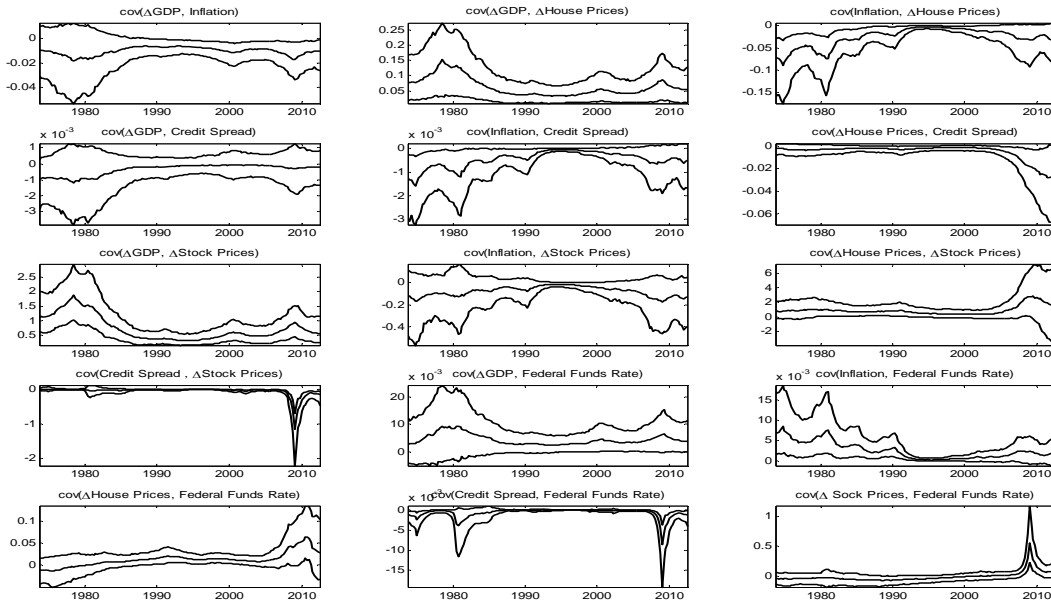 cov(ΔGDP, Inflation)
0
-0.02
-0.04
1980 1990 2000 2010
cov(ΔGDP, ΔHouse Prices)
0.25
0.2
0.15
0.1
0.05
1980 1990 2000 2010
cov(Inflation, ΔHouse Prices)
0
-0.05
-0.1
-0.15
1980 1990 2000 2010
cov(ΔGDP, Credit Spread)
x 10⁻³
1
0
-1
-2
-3
1980 1990 2000 2010
cov(Inflation, Credit Spread)
x 10⁻³
0
-1
-2
-3
1980 1990 2000 2010
cov(ΔHouse Prices, Credit Spread)
0
-0.02
-0.04
-0.06
1980 1990 2000 2010
cov(ΔGDP, ΔStock Prices)
2.5
2
1.5
1
0.5
1980 1990 2000 2010
cov(Inflation, ΔStock Prices)
0
-0.2
-0.4
1980 1990 2000 2010
cov(ΔHouse Prices, ΔStock Prices)
6
4
2
0
-2
1980 1990 2000 2010
cov(Credit Spread , ΔStock Prices)
0
-1
-2
1980 1990 2000 2010
cov(ΔGDP, Federal Funds Rate)
x 10⁻³
20
10
0
1980 1990 2000 2010
cov(Inflation, Federal Funds Rate)
x 10⁻³
15
10
5
0
1980 1990 2000 2010
cov(ΔHouse Prices, Federal Funds Rate)
0.1
0.05
0
1980 1990 2000 2010
cov(Credit Spread, Federal Funds Rate)
x 10⁻³
0
-5
-10
-15
1980 1990 2000 2010
cov(Δ Sock Prices, Federal Funds Rate)
1
0.5
0
1980 1990 2000 2010